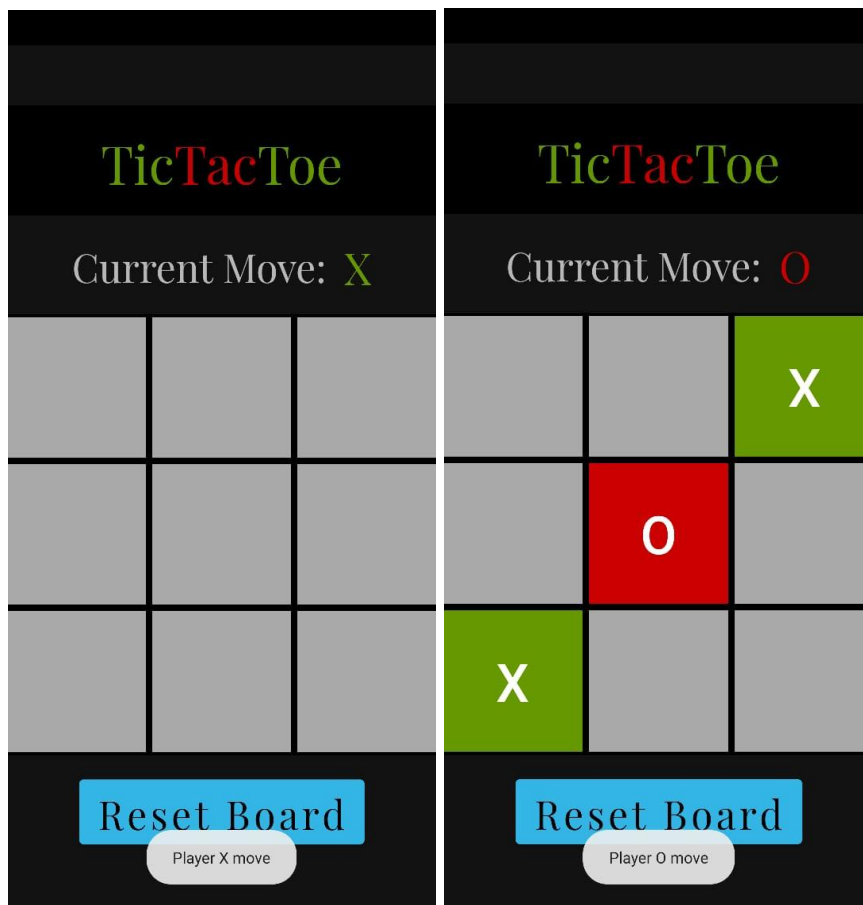 TicTacToe
Current Move: X
Reset Board
Player X move
TicTacToe
Current Move: O
X
O
X
Reset Board
Player O move